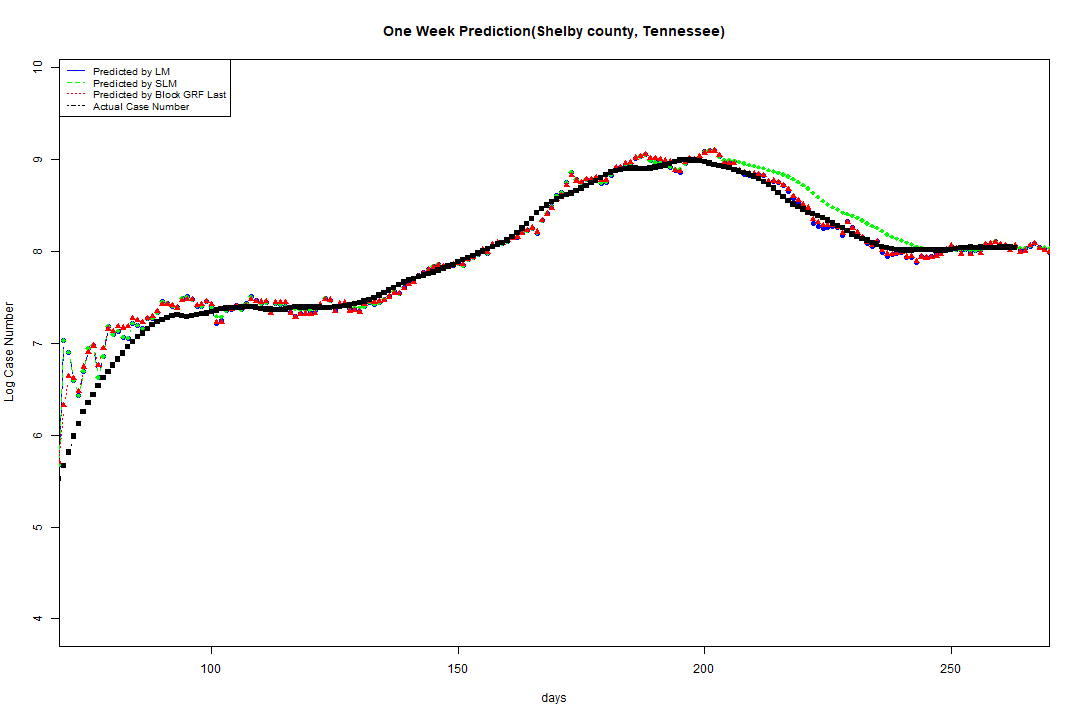 One Week Prediction(Shelby county, Tennessee)
Predicted by LM
Predicted by SLM
Predicted by Block GRF Last
Actual Case Number
10
9
8
7
6
5
4
Log Case Number
100 150 200 250
days